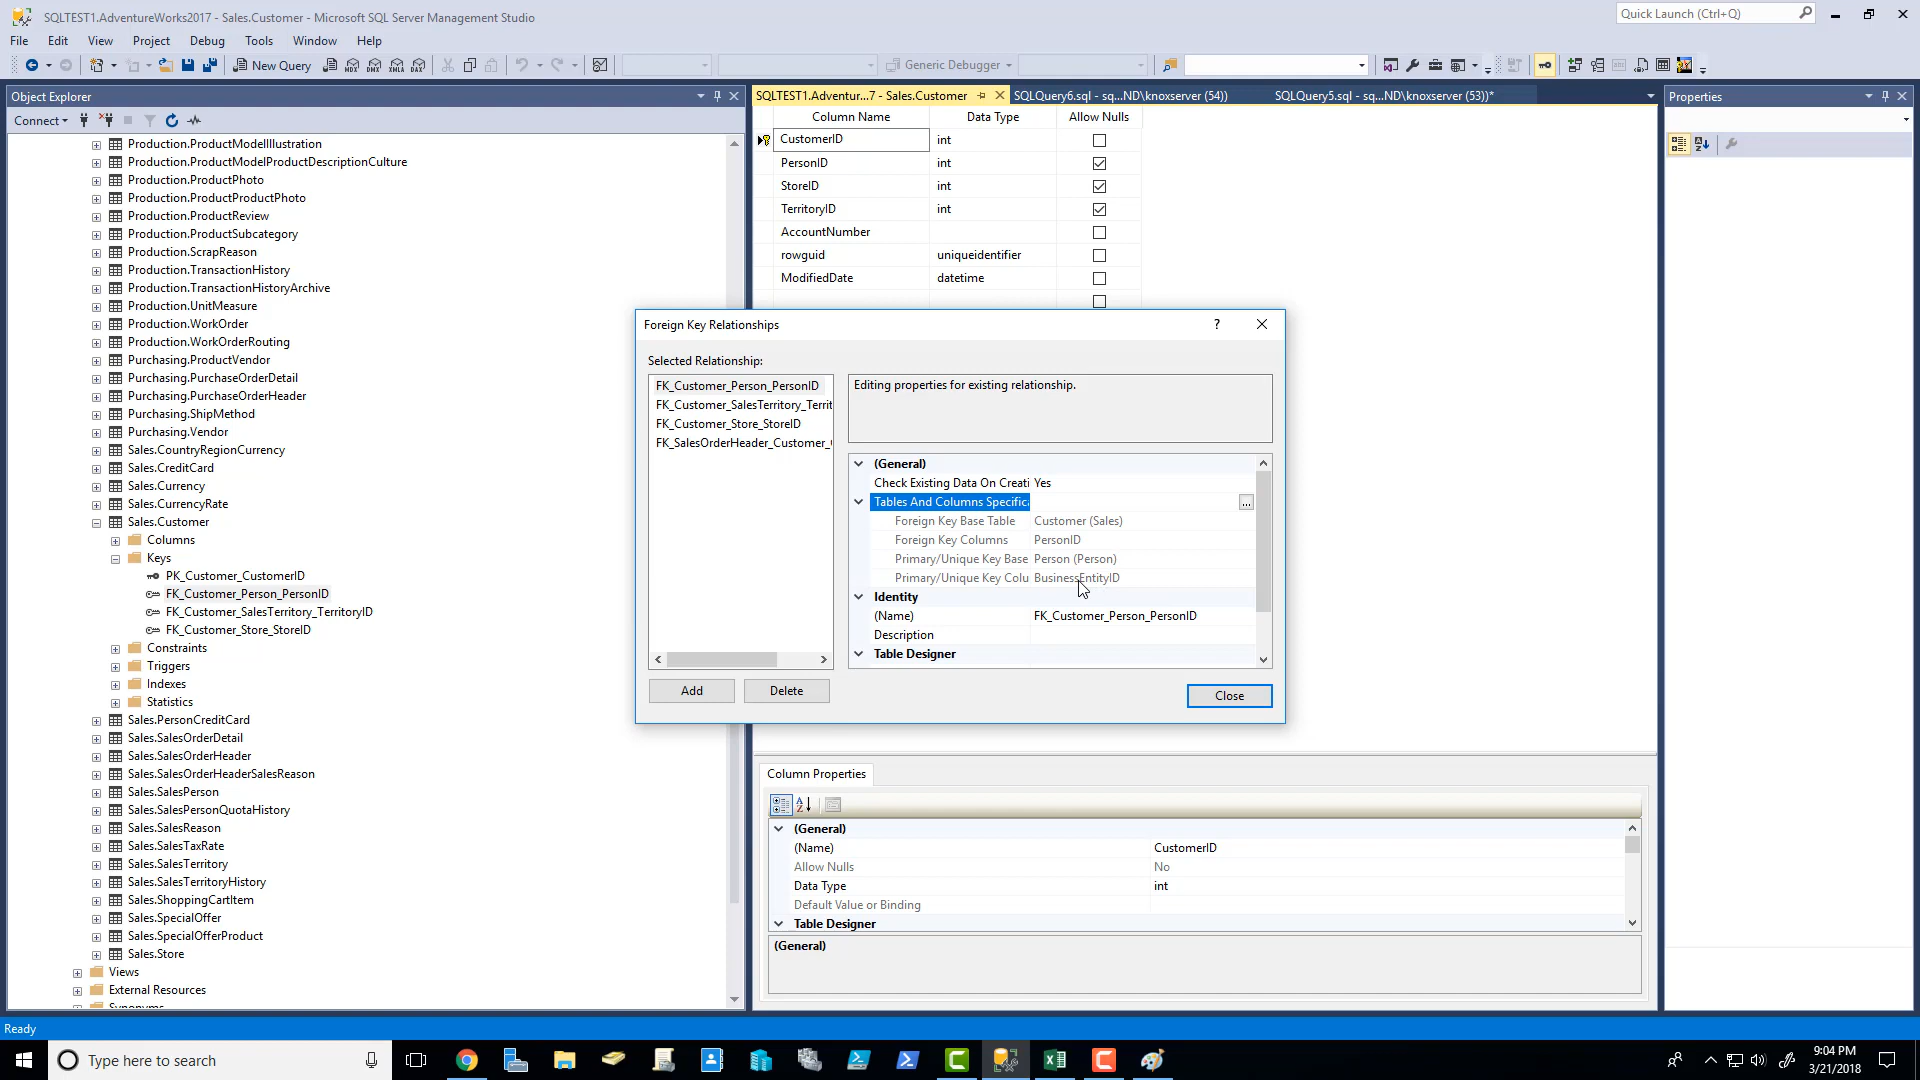 SQLTEST1.AdventureWorks2017 - Sales.Customer - Microsoft SQL Server Management Studio
Quick Launch (Ctrl+Q)
File Edit View Project Debug Tools Window Help
New Query
MDX DMX XMLA DAX
Generic Debugger
Object Explorer
Connect
Production.ProductModelIllustration
Production.ProductModelProductDescriptionCulture
Production.ProductPhoto
Production.ProductProductPhoto
Production.ProductReview
Production.ProductSubcategory
Production.ScrapReason
Production.TransactionHistory
Production.TransactionHistoryArchive
Production.UnitMeasure
Production.WorkOrder
Production.WorkOrderRouting
Purchasing.ProductVendor
Purchasing.PurchaseOrderDetail
Purchasing.PurchaseOrderHeader
Purchasing.ShipMethod
Purchasing.Vendor
Sales.CountryRegionCurrency
Sales.CreditCard
Sales.Currency
Sales.CurrencyRate
Sales.Customer
Columns
Keys
PK_Customer_CustomerID
FK_Customer_Person_PersonID
FK_Customer_SalesTerritory_TerritoryID
FK_Customer_Store_StoreID
Constraints
Triggers
Indexes
Statistics
Sales.PersonCreditCard
Sales.SalesOrderDetail
Sales.SalesOrderHeader
Sales.SalesOrderHeaderSalesReason
Sales.SalesPerson
Sales.SalesPersonQuotaHistory
Sales.SalesReason
Sales.SalesTaxRate
Sales.SalesTerritory
Sales.SalesTerritoryHistory
Sales.ShoppingCartItem
Sales.SpecialOffer
Sales.SpecialOfferProduct
Sales.Store
Views
External Resources
Synonyms
SQLTEST1.Adventur...7 - Sales.Customer
SQLQuery6.sql - sq...ND\knoxserver (54))
SQLQuery5.sql - sq...ND\knoxserver (53))*
Column Name Data Type Allow Nulls
CustomerID int
PersonID int
StoreID int
TerritoryID int
AccountNumber
rowguid uniqueidentifier
ModifiedDate datetime
Foreign Key Relationships
?
Selected Relationship:
FK_Customer_Person_PersonID
FK_Customer_SalesTerritory_Territ
FK_Customer_Store_StoreID
FK_SalesOrderHeader_Customer_
Add
Delete
Editing properties for existing relationship.
(General)
Check Existing Data On Creati Yes
Tables And Columns Specifica ...
Foreign Key Base Table Customer (Sales)
Foreign Key Columns PersonID
Primary/Unique Key Base Person (Person)
Primary/Unique Key Colu BusinessEntityID
Identity
(Name) FK_Customer_Person_PersonID
Description
Table Designer
Close
Column Properties
(General)
(Name) CustomerID
Allow Nulls No
Data Type int
Default Value or Binding
Table Designer
(General)
Properties
Ready
Type here to search
9:04 PM
3/21/2018